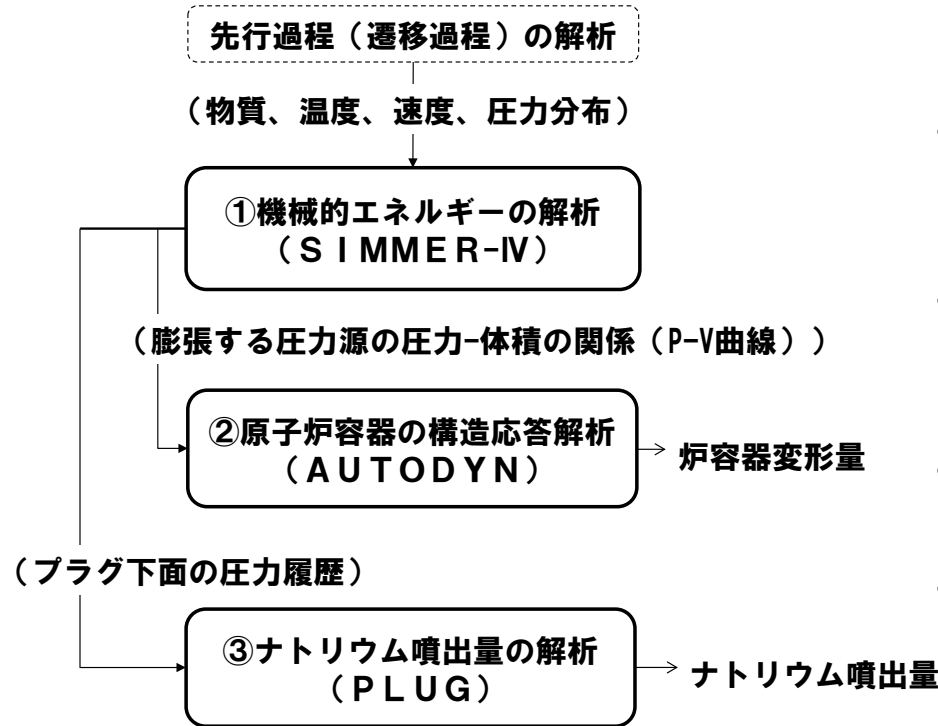 先行過程（遷移過程）の解析
（物質、温度、速度、圧力分布）
①機械的エネルギーの解析
（ＳＩＭＭＥＲ-Ⅳ）
（膨張する圧力源の圧力-体積の関係（P-V曲線））
②原子炉容器の構造応答解析
（ＡＵＴＯＤＹＮ）
炉容器変形量
（プラグ下面の圧力履歴）
③ナトリウム噴出量の解析
（ＰＬＵＧ）
ナトリウム噴出量